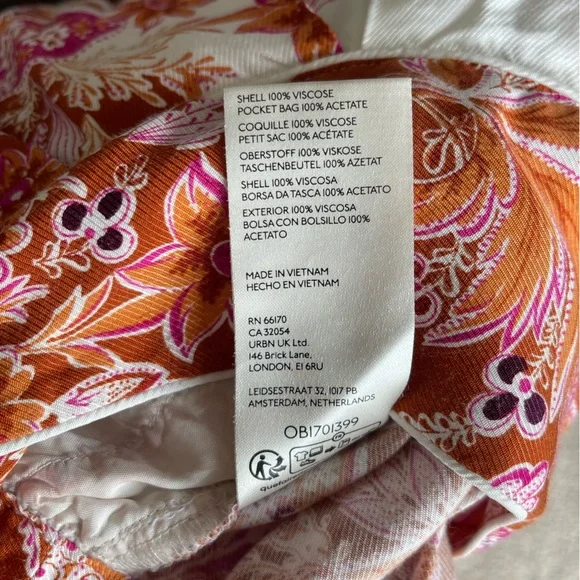 SHELL 100% VISCOSE
POCKET BAG 100% ACETATE
COQUILLE 100% VISCOSE
PETIT SAC 100% ACÉTATE
OBERSTOFF 100% VISKOSE
TASCHENBEUTEL 100% AZETAT
SHELL 100% VISCOSA
BORSA DA TASCA 100% ACETATO
EXTERIOR 100% VISCOSA
BOLSA CON BOLSILLO 100%
ACETATO
MADE IN VIETNAM
HECHO EN VIETNAM
RN 66170
CA 32054
URBN UK Ltd.
146 Brick Lane,
LONDON, E1 6RU
LEIDSESTRAAT 32, 1017 PB
AMSTERDAM, NETHERLANDS
OB1701399